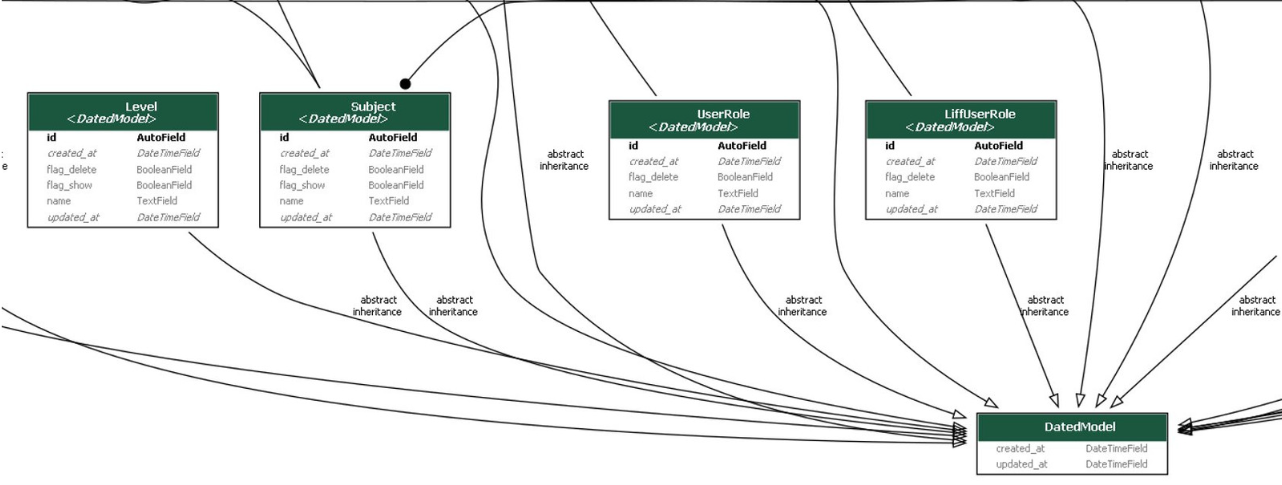 Level
<DatedModel>
id AutoField
created_at DateTimeField
flag_delete BooleanField
flag_show BooleanField
name TextField
updated_at DateTimeField
Subject
<DatedModel>
id AutoField
created_at DateTimeField
flag_delete BooleanField
flag_show BooleanField
name TextField
updated_at DateTimeField
UserRole
<DatedModel>
id AutoField
created_at DateTimeField
flag_delete BooleanField
name TextField
updated_at DateTimeField
LiffUserRole
<DatedModel>
id AutoField
created_at DateTimeField
flag_delete BooleanField
name TextField
updated_at DateTimeField
abstract
inheritance
abstract
inheritance
abstract
inheritance
abstract
inheritance
abstract
inheritance
abstract
inheritance
abstract
inheritance
abstract
inheritance
DatedModel
created_at DateTimeField
updated_at DateTimeField